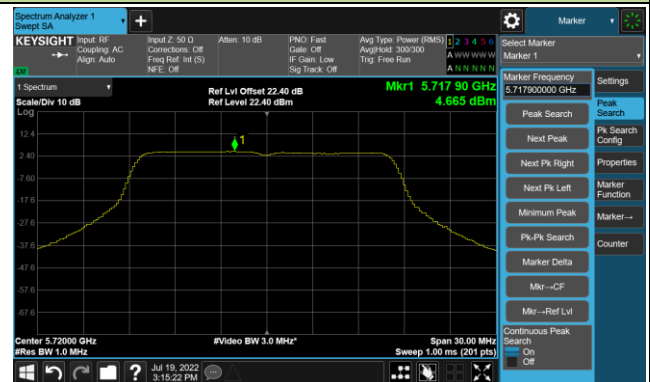 Spectrum Analyzer 1
Swept SA
KEYSIGHT
Input: RF
Coupling: AC
Align: Auto
Input Z: 50 Ω
Corrections: Off
Freq Ref: Int (S)
NFE: Off
Atten: 10 dB
PNO: Fast
Gate: Off
IF Gain: Low
Sig Track: Off
Avg Type: Power (RMS)
Avg|Hold: 300/300
Trig: Free Run
1 2 3 4 5 6
A W W W W W
A N N N N N
1 Spectrum
Scale/Div 10 dB
Log
Ref Lvl Offset 22.40 dB
Ref Level 22.40 dBm
Mkr1 5.717 90 GHz
4.665 dBm
1
12.4
2.40
-7.60
-17.6
-27.6
-37.6
-47.6
-57.6
-67.6
Center 5.72000 GHz
#Res BW 1.0 MHz
#Video BW 3.0 MHz*
Span 30.00 MHz
Sweep 1.00 ms (201 pts)
Jul 19, 2022
3:15:22 PM
Marker
Select Marker
Marker 1
Marker Frequency
5.717900000 GHz
Peak Search
Next Peak
Next Pk Right
Next Pk Left
Minimum Peak
Pk-Pk Search
Marker Delta
Mkr→CF
Mkr→Ref Lvl
Continuous Peak
Search
On
Off
Settings
Peak
Search
Pk Search
Config
Properties
Marker
Function
Marker→
Counter